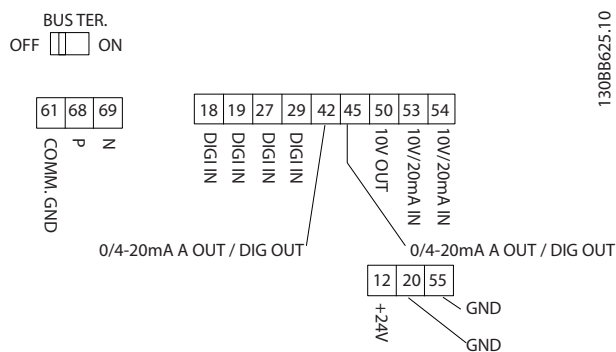 BUS TER.
OFF ON
130BB625.10
61 68 69
COMM. GND
P
N
18 19 27 29 42 45 50 53 54
DIGI IN
DIGI IN
DIGI IN
DIGI IN
10V OUT
10V/20mA IN
10V/20mA IN
0/4-20mA A OUT / DIG OUT
0/4-20mA A OUT / DIG OUT
12 20 55
+24V
GND
GND